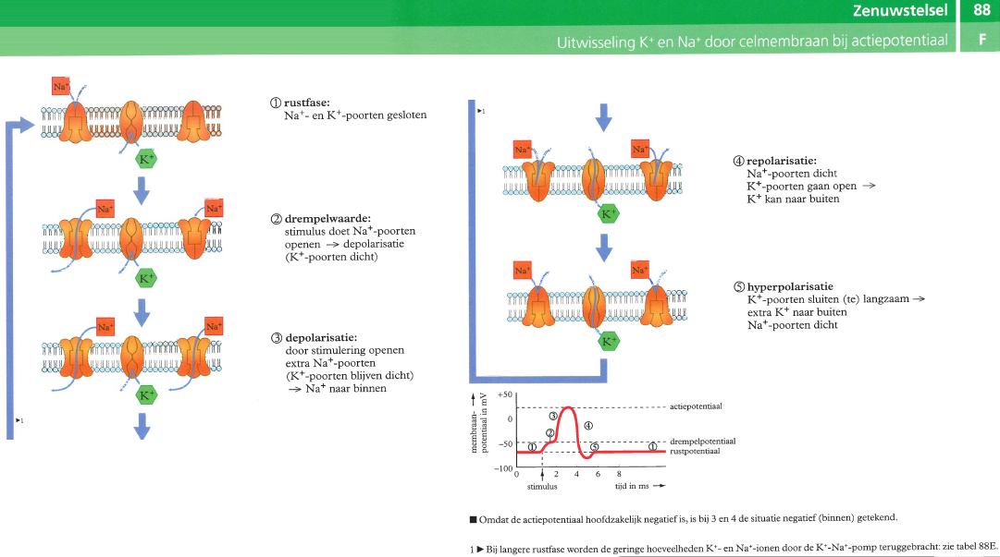 Zenuwstelsel 88
Uitwisseling K⁺ en Na⁺ door celmembraan bij actiepotentiaal F
Na⁺
K⁺
① rustfase:
Na⁺- en K⁺-poorten gesloten
Na⁺
Na⁺
K⁺
② drempelwaarde:
stimulus doet Na⁺-poorten
openen → depolarisatie
(K⁺-poorten dicht)
Na⁺
Na⁺
K⁺
③ depolarisatie:
door stimulering openen
extra Na⁺-poorten
(K⁺-poorten blijven dicht)
→ Na⁺ naar binnen
▸1
▸1
Na⁺
Na⁺
K⁺
④ repolarisatie:
Na⁺-poorten dicht
K⁺-poorten gaan open →
K⁺ kan naar buiten
Na⁺
Na⁺
K⁺
⑤ hyperpolarisatie
K⁺-poorten sluiten (te) langzaam →
extra K⁺ naar buiten
Na⁺-poorten dicht
membraan-
potentiaal in mV →
+50
0
−50
−100
① ② ③ ④ ⑤ ①
actiepotentiaal
drempelpotentiaal
rustpotentiaal
0 2 4 6 8
stimulus tijd in ms →
■ Omdat de actiepotentiaal hoofdzakelijk negatief is, is bij 3 en 4 de situatie negatief (binnen) getekend.
1 ▸ Bij langere rustfase worden de geringe hoeveelheden K⁺- en Na⁺-ionen door de K⁺-Na⁺-pomp teruggebracht: zie tabel 88E.